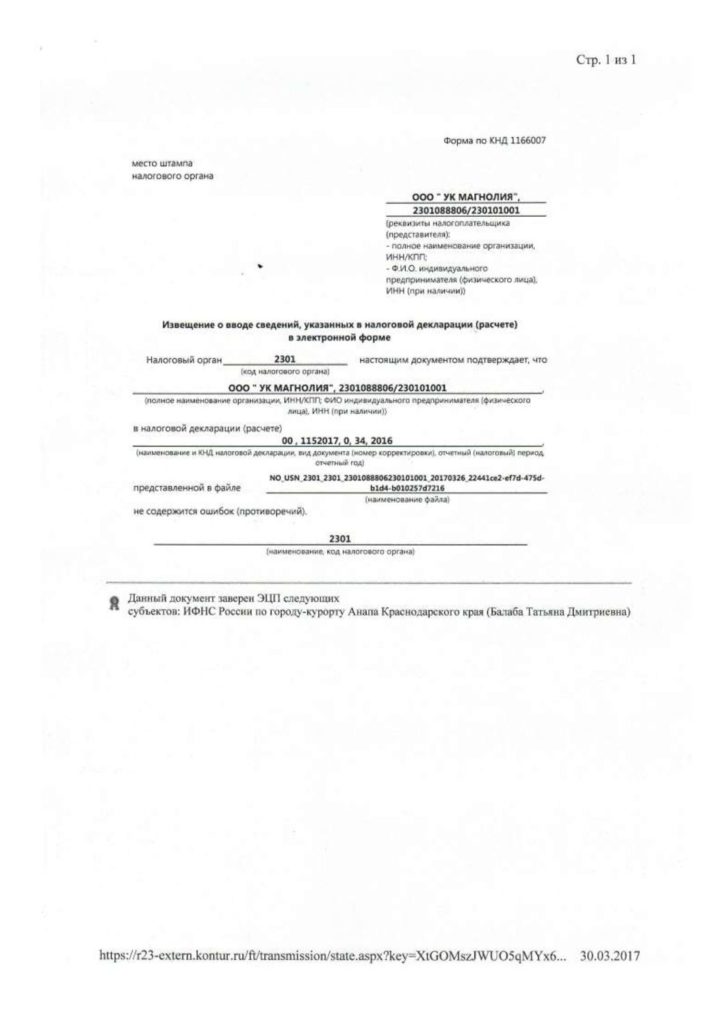 Стр. 1 из 1
Форма по КНД 1166007
место штампа
налогового органа
ООО " УК МАГНОЛИЯ",
2301088806/230101001
(реквизиты налогоплательщика
(представителя):
- полное наименование организации,
ИНН/КПП;
- Ф.И.О. индивидуального
предпринимателя (физического лица),
ИНН (при наличии))
Извещение о вводе сведений, указанных в налоговой декларации (расчете)
в электронной форме
Налоговый орган 2301 настоящим документом подтверждает, что
(код налогового органа)
ООО " УК МАГНОЛИЯ", 2301088806/230101001 ,
(полное наименование организации, ИНН/КПП; ФИО индивидуального предпринимателя (физического
лица), ИНН (при наличии))
в налоговой декларации (расчете)
00 , 1152017, 0, 34, 2016 ,
(наименование и КНД налоговой декларации, вид документа (номер корректировки), отчетный (налоговый) период,
отчетный год)
NO_USN_2301_2301_2301088806230101001_20170326_22441ce2-ef7d-475d-
представленной в файле b1d4-b010257d7216
(наименование файла)
не содержится ошибок (противоречий).
2301
(наименование, код налогового органа)
Данный документ заверен ЭЦП следующих
субъектов: ИФНС России по городу-курорту Анапа Краснодарского края (Балаба Татьяна Дмитриевна)
https://r23-extern.kontur.ru/ft/transmission/state.aspx?key=XtGOMszJWUO5qMYx6... 30.03.2017